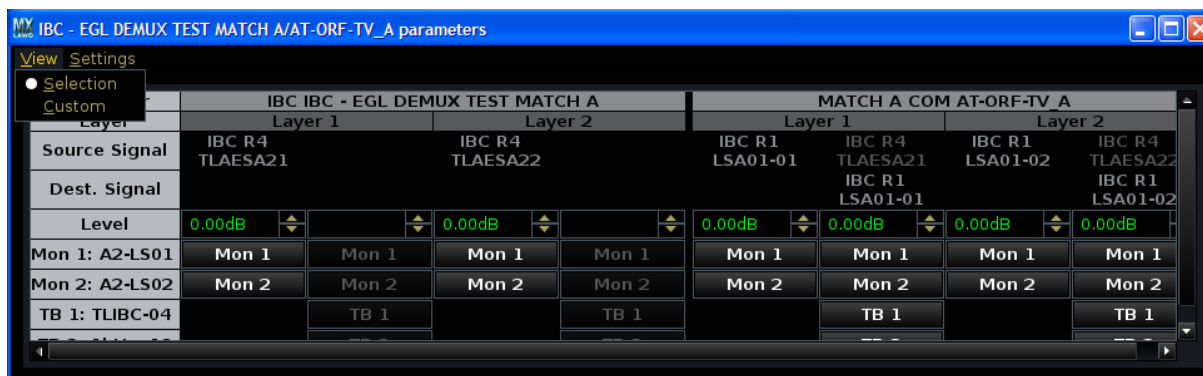 MX LAWO IBC - EGL DEMUX TEST MATCH A/AT-ORF-TV_A parameters
View Settings
Selection
Custom
IBC IBC - EGL DEMUX TEST MATCH A MATCH A COM AT-ORF-TV_A
Layer Layer 1 Layer 2 Layer 1 Layer 2
Source Signal IBC R4 IBC R4 IBC R1 IBC R4 IBC R1 IBC R4
TLAESA21 TLAESA22 LSA01-01 TLAESA21 LSA01-02 TLAESA22
Dest. Signal IBC R1 IBC R1
LSA01-01 LSA01-02
Level 0.00dB 0.00dB 0.00dB 0.00dB 0.00dB 0.00dB
Mon 1: A2-LS01 Mon 1 Mon 1 Mon 1 Mon 1 Mon 1 Mon 1 Mon 1 Mon 1
Mon 2: A2-LS02 Mon 2 Mon 2 Mon 2 Mon 2 Mon 2 Mon 2 Mon 2 Mon 2
TB 1: TLIBC-04 TB 1 TB 1 TB 1 TB 1